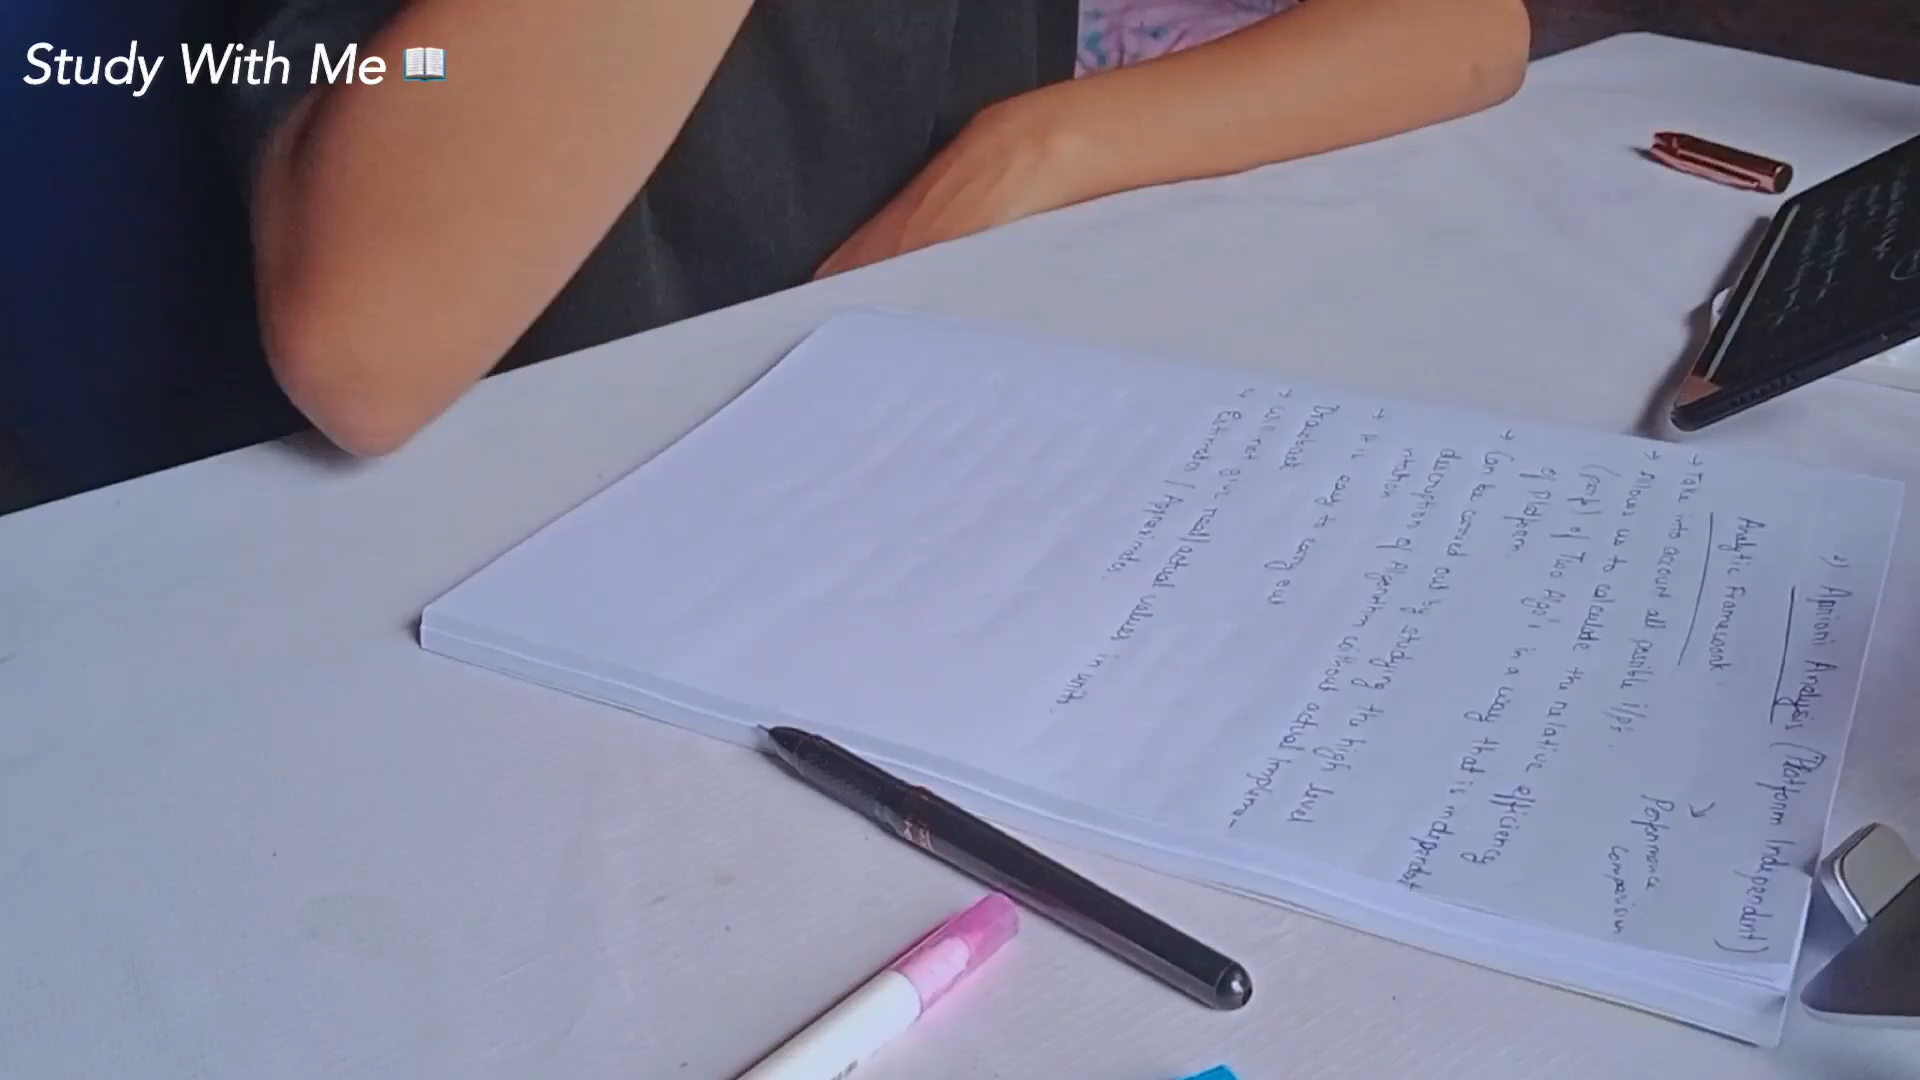 Study With Me 📖
1) Apriori Analysis (Platform Independent)
Analytic Framework
↘ Performance
Comparision
→ Take into account all possible i/p's.
→ Allows us to calculate the relative efficiency
(perf) of Two Algo's in a way that is independent
of Platform
→ Can be carried out by studying the high level
description of Algorithm without actual Impleme-
ntation
→ It is easy to carry out
Drawback
→ will not give real/actual values in units.
→ Estimates / Approximates.